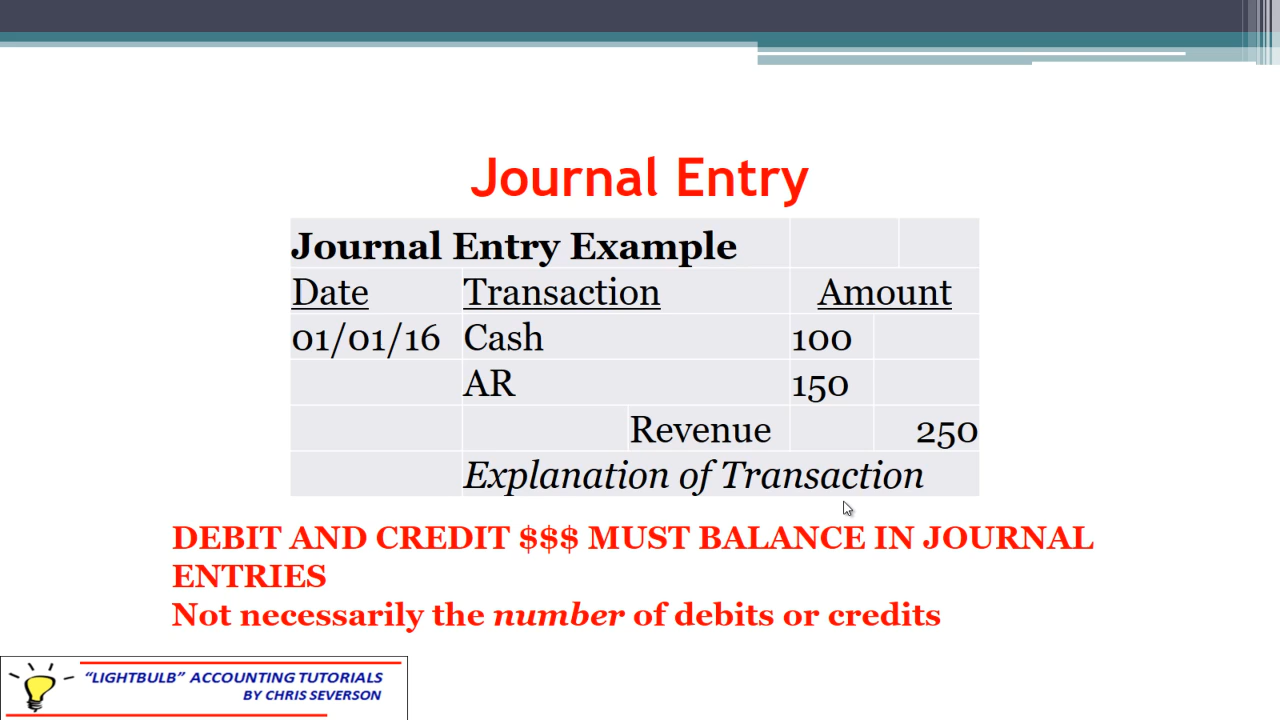 Journal Entry
Journal Entry Example
Date Transaction Amount
01/01/16 Cash 100
AR 150
Revenue 250
Explanation of Transaction
DEBIT AND CREDIT $$$ MUST BALANCE IN JOURNAL
ENTRIES
Not necessarily the number of debits or credits
“LIGHTBULB” ACCOUNTING TUTORIALS
BY CHRIS SEVERSON